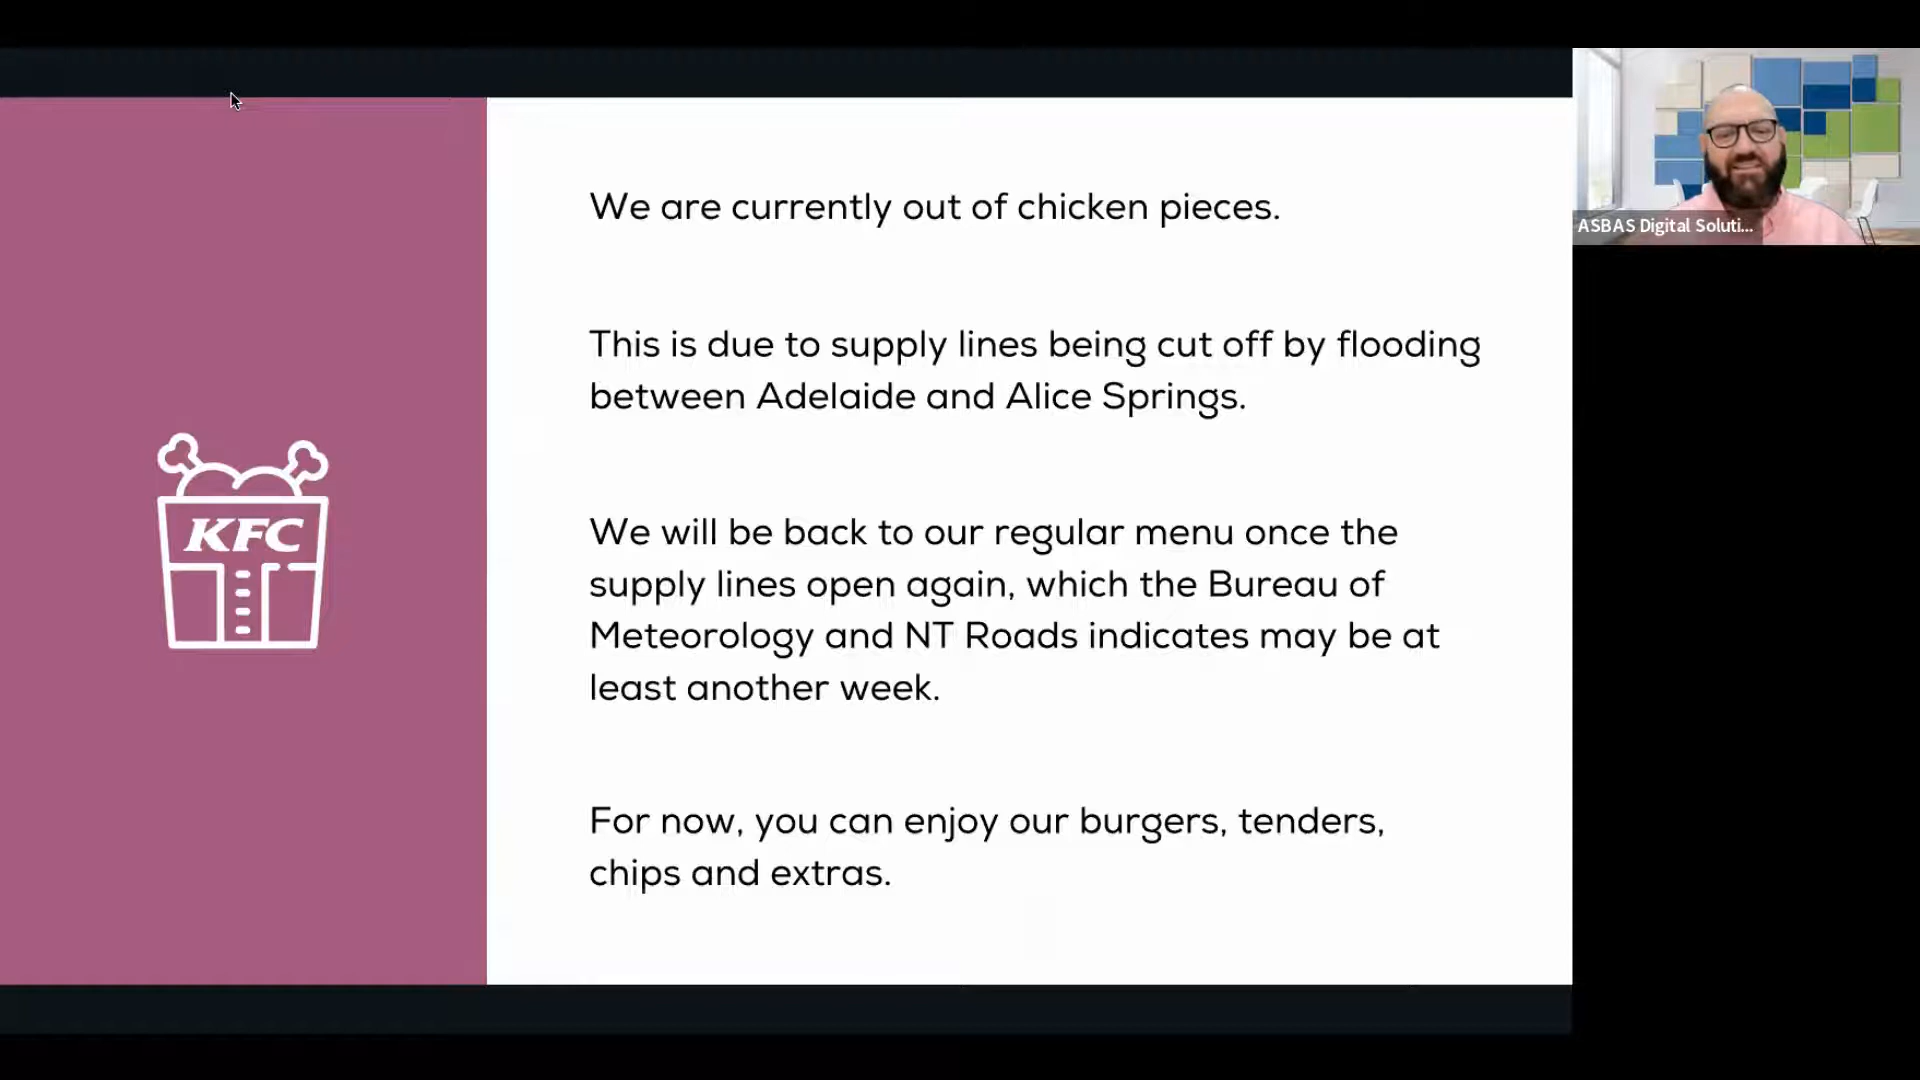 We are currently out of chicken pieces.
This is due to supply lines being cut off by flooding
between Adelaide and Alice Springs.
We will be back to our regular menu once the
supply lines open again, which the Bureau of
Meteorology and NT Roads indicates may be at
least another week.
For now, you can enjoy our burgers, tenders,
chips and extras.
KFC
ASBAS Digital Soluti...